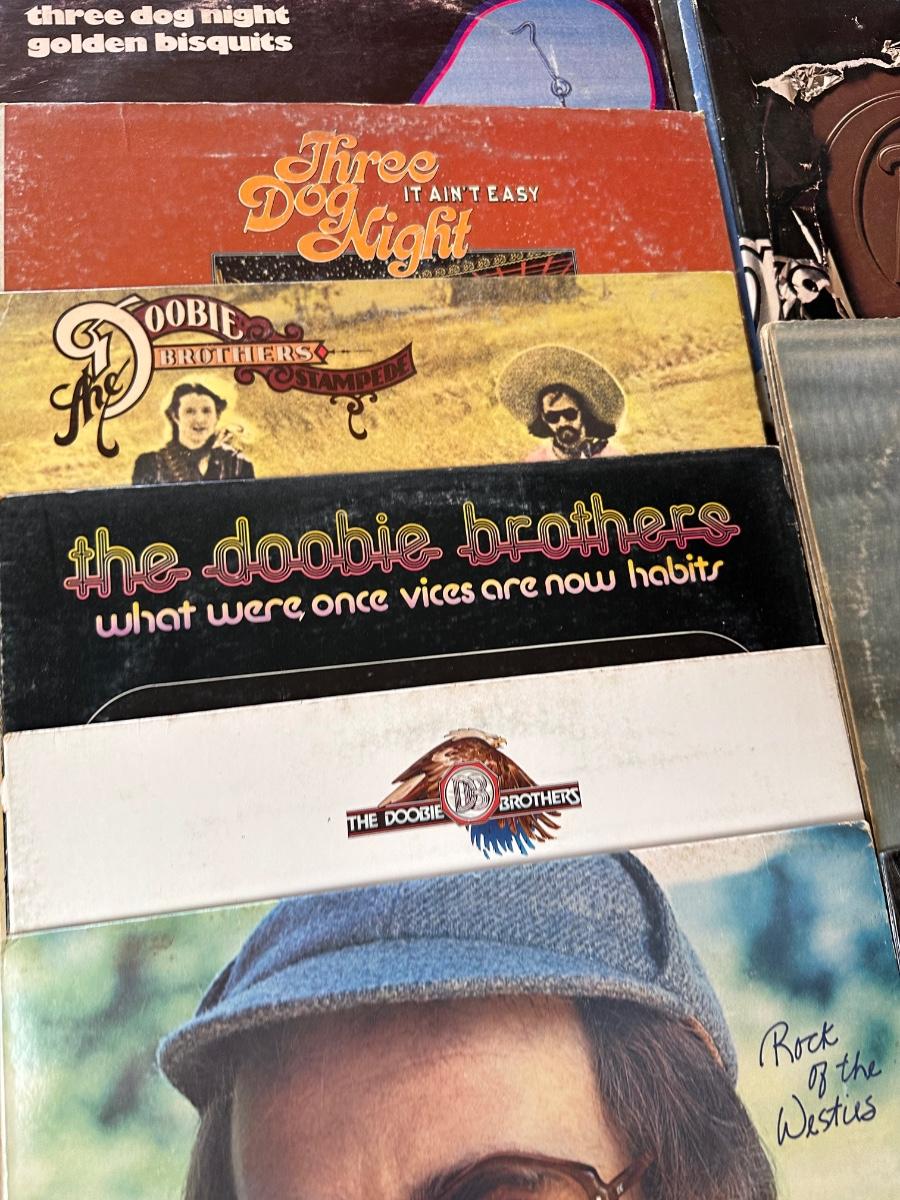 three dog night
golden bisquits
Three
Dog
Night
IT AIN'T EASY
The
DOOBIE
BROTHERS
STAMPEDE
the doobie brothers
what were once vices are now habits
THE DOOBIE DB BROTHERS
Rock
of the
Westies